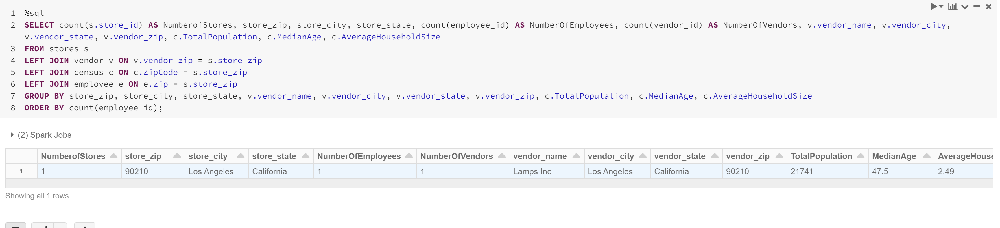 1 %sql
2 SELECT count(s.store_id) AS NumberofStores, store_zip, store_city, store_state, count(employee_id) AS NumberOfEmployees, count(vendor_id) AS NumberOfVendors, v.vendor_name, v.vendor_city,
v.vendor_state, v.vendor_zip, c.TotalPopulation, c.MedianAge, c.AverageHouseholdSize
3 FROM stores s
4 LEFT JOIN vendor v ON v.vendor_zip = s.store_zip
5 LEFT JOIN census c ON c.ZipCode = s.store_zip
6 LEFT JOIN employee e ON e.zip = s.store_zip
7 GROUP BY store_zip, store_city, store_state, v.vendor_name, v.vendor_city, v.vendor_state, v.vendor_zip, c.TotalPopulation, c.MedianAge, c.AverageHouseholdSize
8 ORDER BY count(employee_id);
(2) Spark Jobs
NumberofStores store_zip store_city store_state NumberOfEmployees NumberOfVendors vendor_name vendor_city vendor_state vendor_zip TotalPopulation MedianAge AverageHouse
1 1 90210 Los Angeles California 1 1 Lamps Inc Los Angeles California 90210 21741 47.5 2.49
Showing all 1 rows.